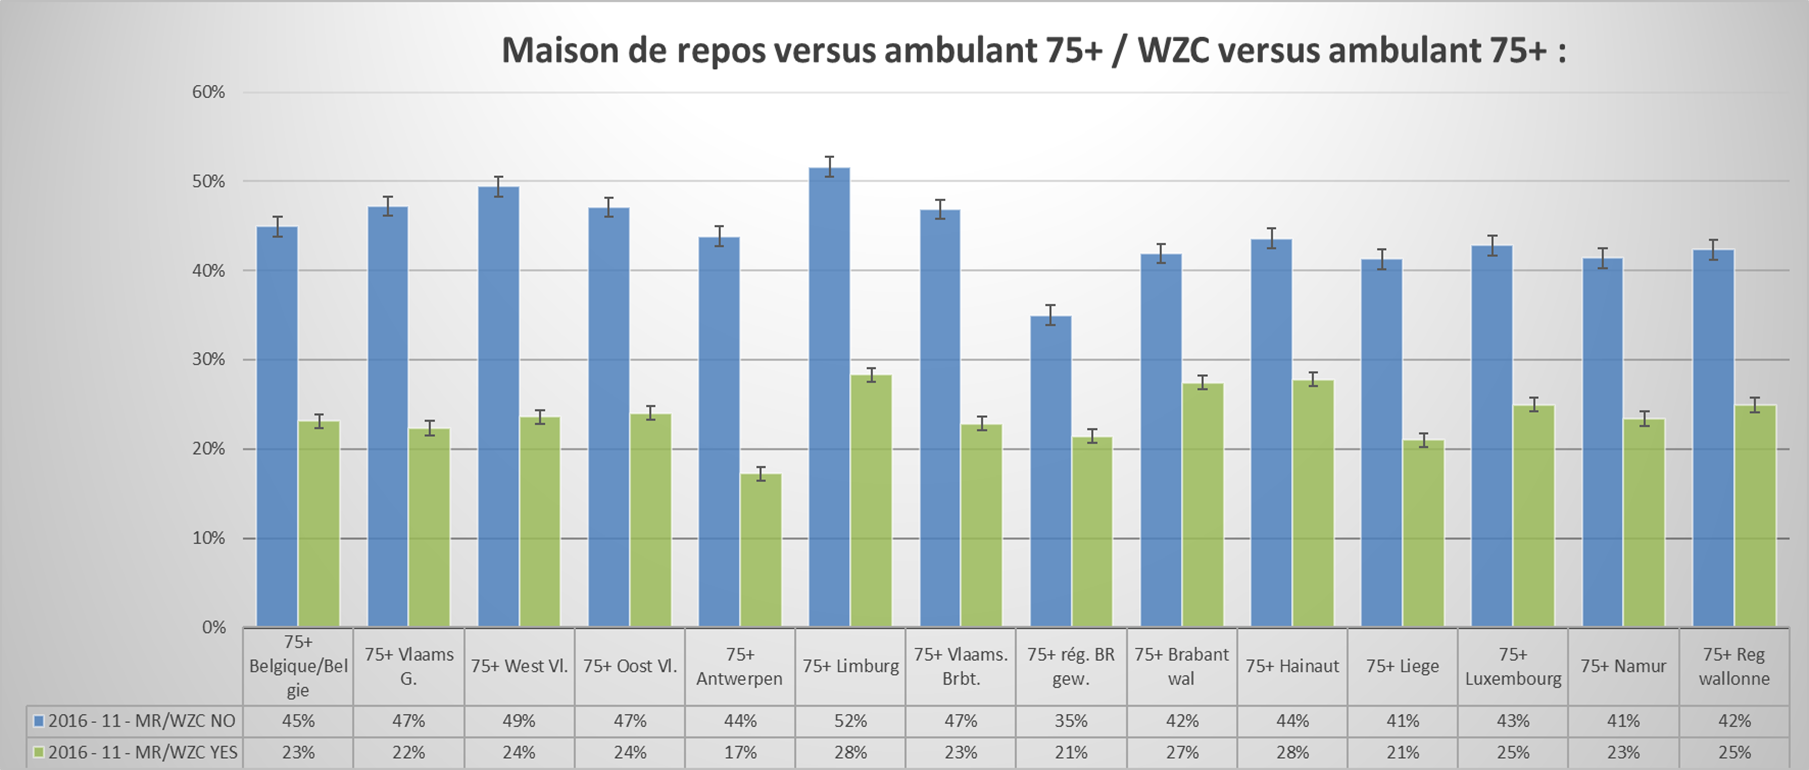 Maison de repos versus ambulant 75+ / WZC versus ambulant 75+ :
60%
50%
40%
30%
20%
10%
0%
75+ Belgique/Bel gie
75+ Vlaams G.
75+ West Vl.
75+ Oost Vl.
75+ Antwerpen
75+ Limburg
75+ Vlaams. Brbt.
75+ rég. BR gew.
75+ Brabant wal
75+ Hainaut
75+ Liege
75+ Luxembourg
75+ Namur
75+ Reg wallonne
2016 - 11 - MR/WZC NO 45% 47% 49% 47% 44% 52% 47% 35% 42% 44% 41% 43% 41% 42%
2016 - 11 - MR/WZC YES 23% 22% 24% 24% 17% 28% 23% 21% 27% 28% 21% 25% 23% 25%